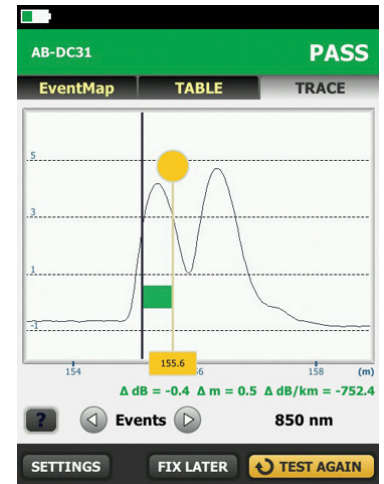 AB-DC31 PASS
EventMap TABLE TRACE
5
3
1
-1
154 155.6 6 158 (m)
Δ dB = -0.4 Δ m = 0.5 Δ dB/km = -752.4
? Events 850 nm
SETTINGS FIX LATER TEST AGAIN